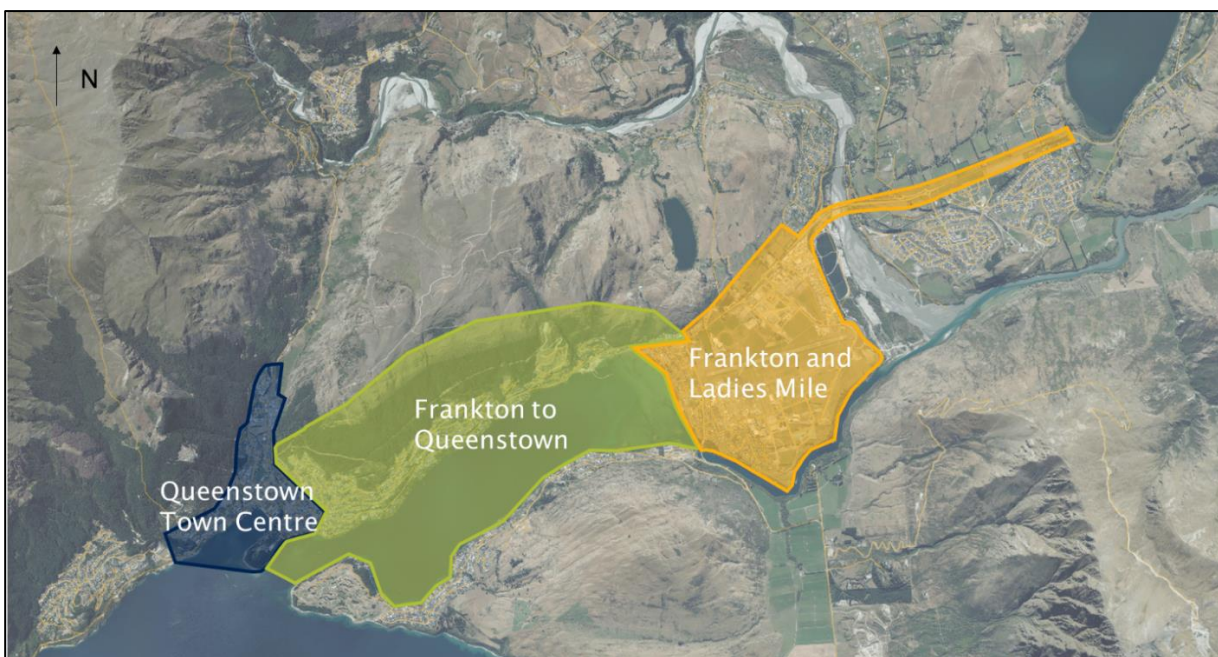 N
Frankton and
Ladies Mile
Frankton to
Queenstown
Queenstown
Town Centre